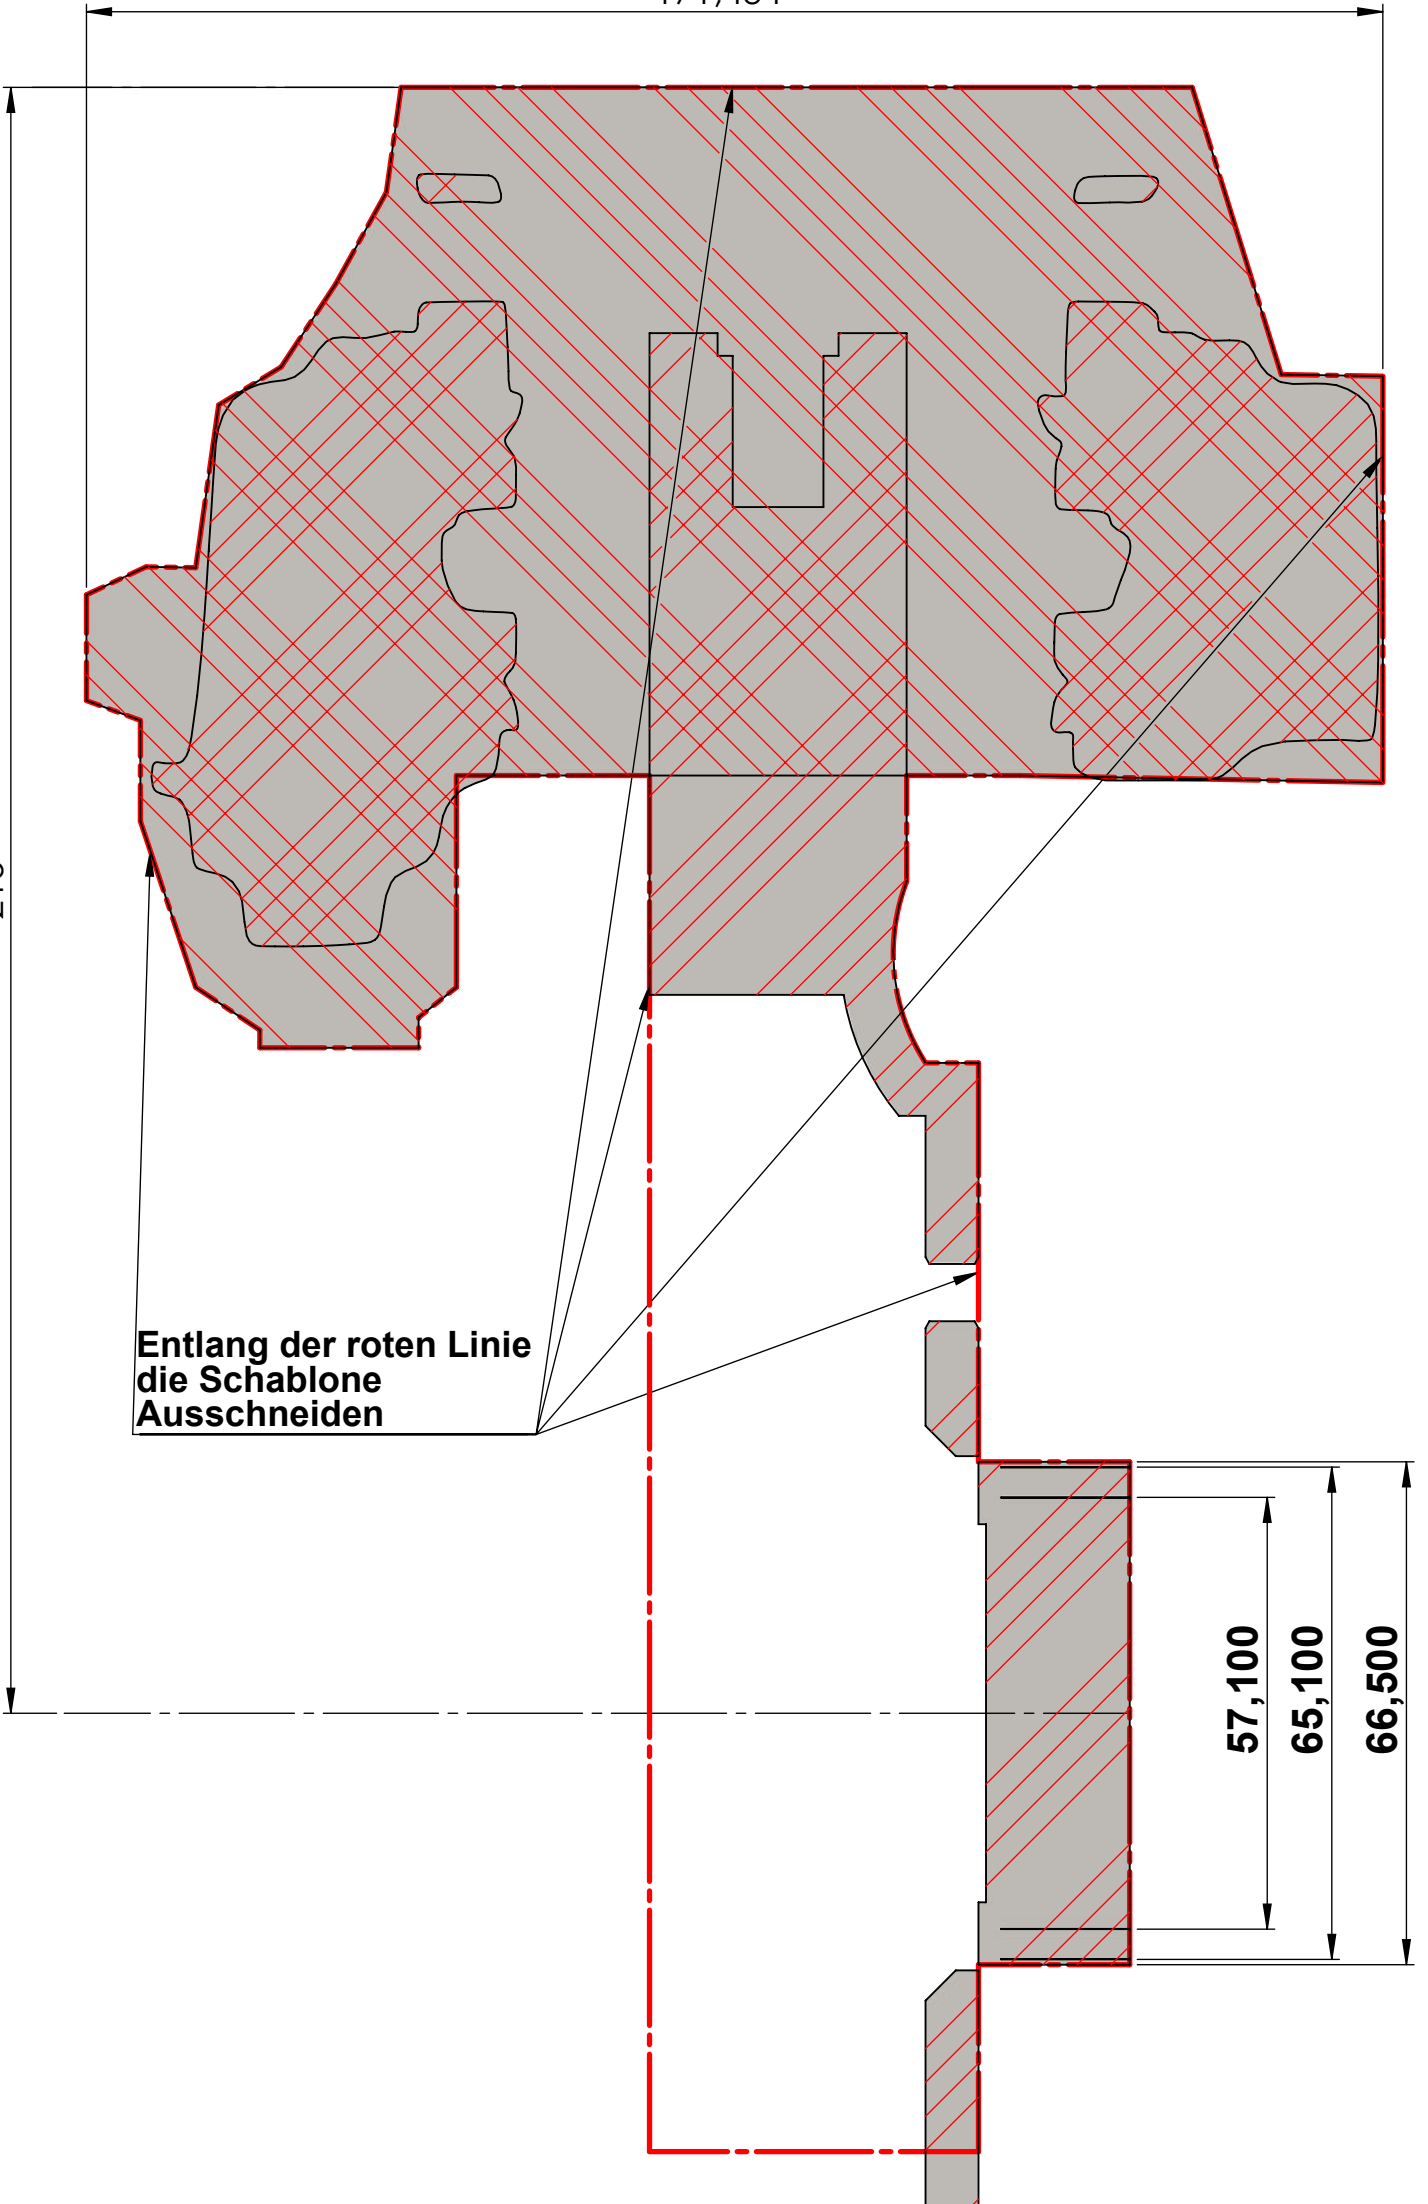 Entlang der roten Linie
die Schablone
Ausschneiden
57,100
65,100
66,500